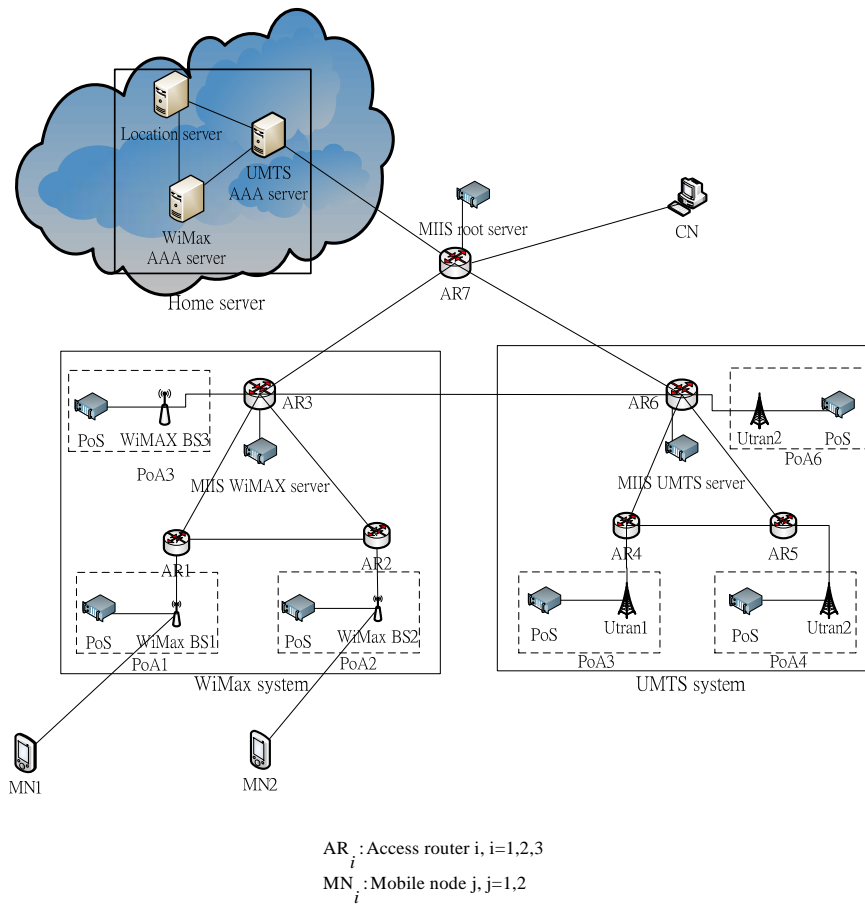 Location server
UMTS
AAA server
WiMax
AAA server
Home server
MIIS root server
CN
AR7
AR3
PoS
WiMAX BS3
PoA3
MIIS WiMAX server
AR6
Utran2
PoS
PoA6
MIIS UMTS server
AR1
AR2
AR4
AR5
PoS
WiMax BS1
PoA1
PoS
WiMax BS2
PoA2
PoS
Utran1
PoA3
PoS
Utran2
PoA4
WiMax system
UMTS system
MN1
MN2
AR i : Access router i, i=1,2,3
MN i : Mobile node j, j=1,2